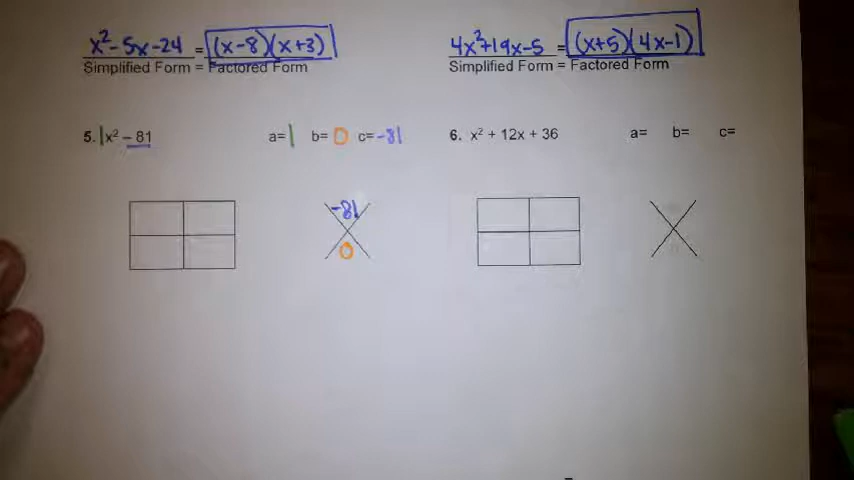 x² - 5x - 24 = (x-8)(x+3)
Simplified Form = Factored Form
4x² + 19x - 5 = (x+5)(4x-1)
Simplified Form = Factored Form
5. 1x² – 81 a= 1 b= 0 c= -81
6. x² + 12x + 36 a= b= c=
-81
0